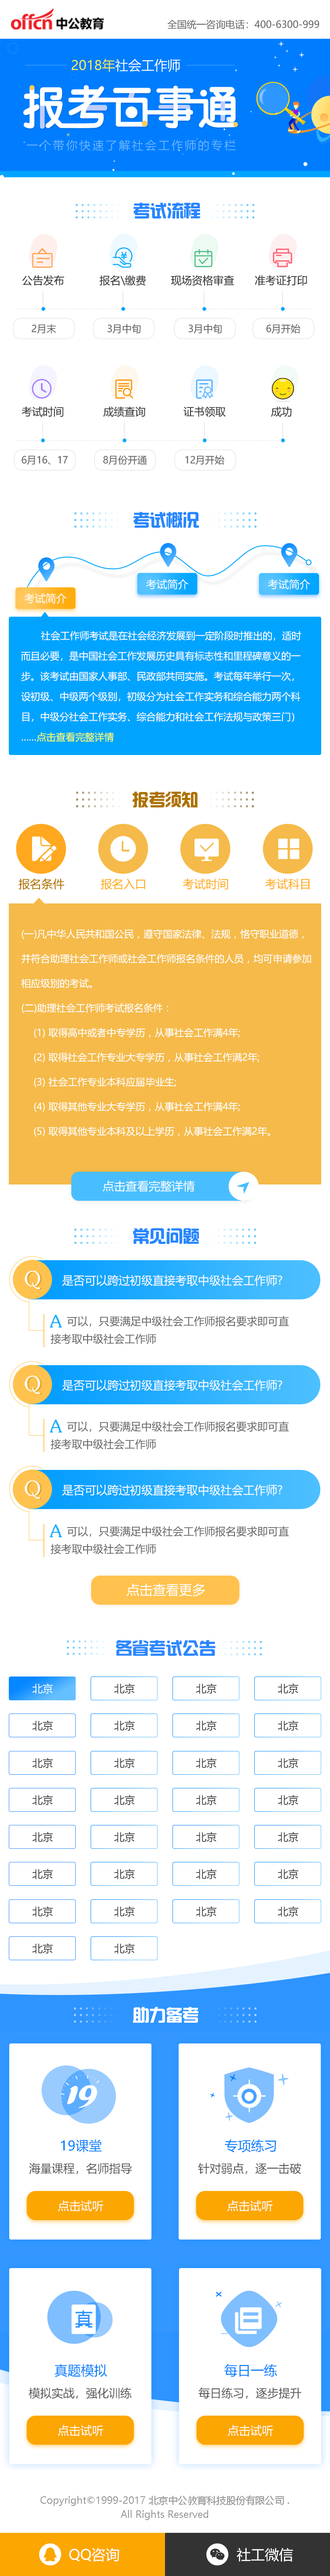 offcn 中公教育
全国统一咨询电话：400-6300-999
2018年社会工作师
报考百事通
一个带你快速了解社会工作师的专栏
考试流程
公告发布 报名\缴费 现场资格审查 准考证打印
2月末 3月中旬 3月中旬 6月开始
考试时间 成绩查询 证书领取 成功
6月16、17 8月份开通 12月开始
考试概况
考试简介 考试简介 考试简介
社会工作师考试是在社会经济发展到一定阶段时推出的，适时
而且必要，是中国社会工作发展历史具有标志性和里程碑意义的一
步。该考试由国家人事部、民政部共同实施。考试每年举行一次，
设初级、中级两个级别，初级分为社会工作实务和综合能力两个科
目，中级分社会工作实务、综合能力和社会工作法规与政策三门）
......点击查看完整详情
报考须知
报名条件 报名入口 考试时间 考试科目
(一)凡中华人民共和国公民，遵守国家法律、法规，恪守职业道德，
并符合助理社会工作师或社会工作师报名条件的人员，均可申请参加
相应级别的考试。
(二)助理社会工作师考试报名条件：
(1) 取得高中或者中专学历，从事社会工作满4年;
(2) 取得社会工作专业大专学历，从事社会工作满2年;
(3) 社会工作专业本科应届毕业生;
(4) 取得其他专业大专学历，从事社会工作满4年;
(5) 取得其他专业本科及以上学历，从事社会工作满2年。
点击查看完整详情
常见问题
Q 是否可以跨过初级直接考取中级社会工作师?
A 可以，只要满足中级社会工作师报名要求即可直
接考取中级社会工作师
Q 是否可以跨过初级直接考取中级社会工作师?
A 可以，只要满足中级社会工作师报名要求即可直
接考取中级社会工作师
Q 是否可以跨过初级直接考取中级社会工作师?
A 可以，只要满足中级社会工作师报名要求即可直
接考取中级社会工作师
点击查看更多
各省考试公告
北京 北京 北京 北京
北京 北京 北京 北京
北京 北京 北京 北京
北京 北京 北京 北京
北京 北京 北京 北京
北京 北京 北京 北京
北京 北京 北京 北京
北京 北京
助力备考
19
19课堂 专项练习
海量课程，名师指导 针对弱点，逐一击破
点击试听 点击试听
真
真题模拟 每日一练
模拟实战，强化训练 每日练习，逐步提升
点击试听 点击试听
Copyright©1999-2017 北京中公教育科技股份有限公司 .
All Rights Reserved
QQ咨询 社工微信